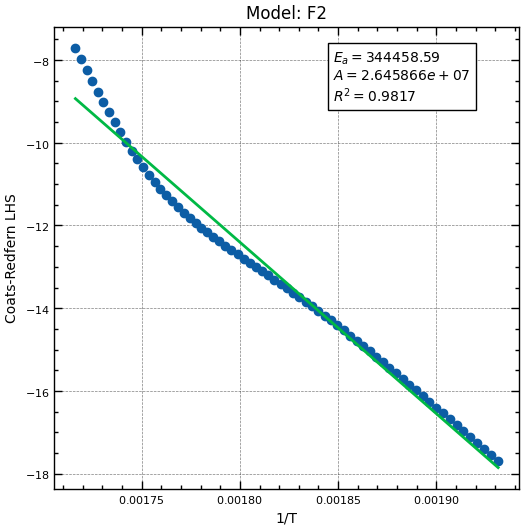 Model: F2
E_a = 344458.59
A = 2.645866e + 07
R^2 = 0.9817
Coats-Redfern LHS
−8
−10
−12
−14
−16
−18
0.00175
0.00180
0.00185
0.00190
1/T